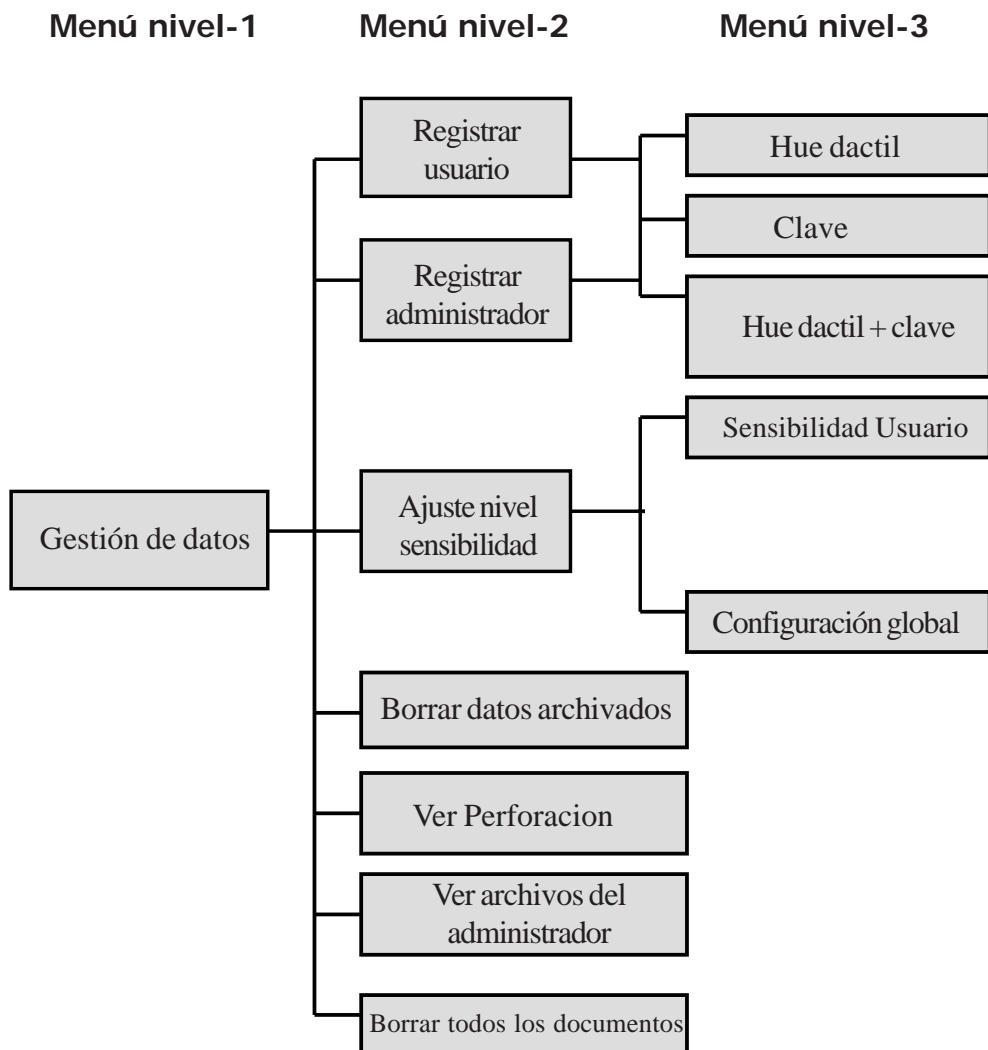 Menú nivel-1
Menú nivel-2
Menú nivel-3
Registrar
usuario
Hue dactil
Clave
Registrar
administrador
Hue dactil + clave
Sensibilidad Usuario
Gestión de datos
Ajuste nivel
sensibilidad
Configuración global
Borrar datos archivados
Ver Perforacion
Ver archivos del
administrador
Borrar todos los documentos